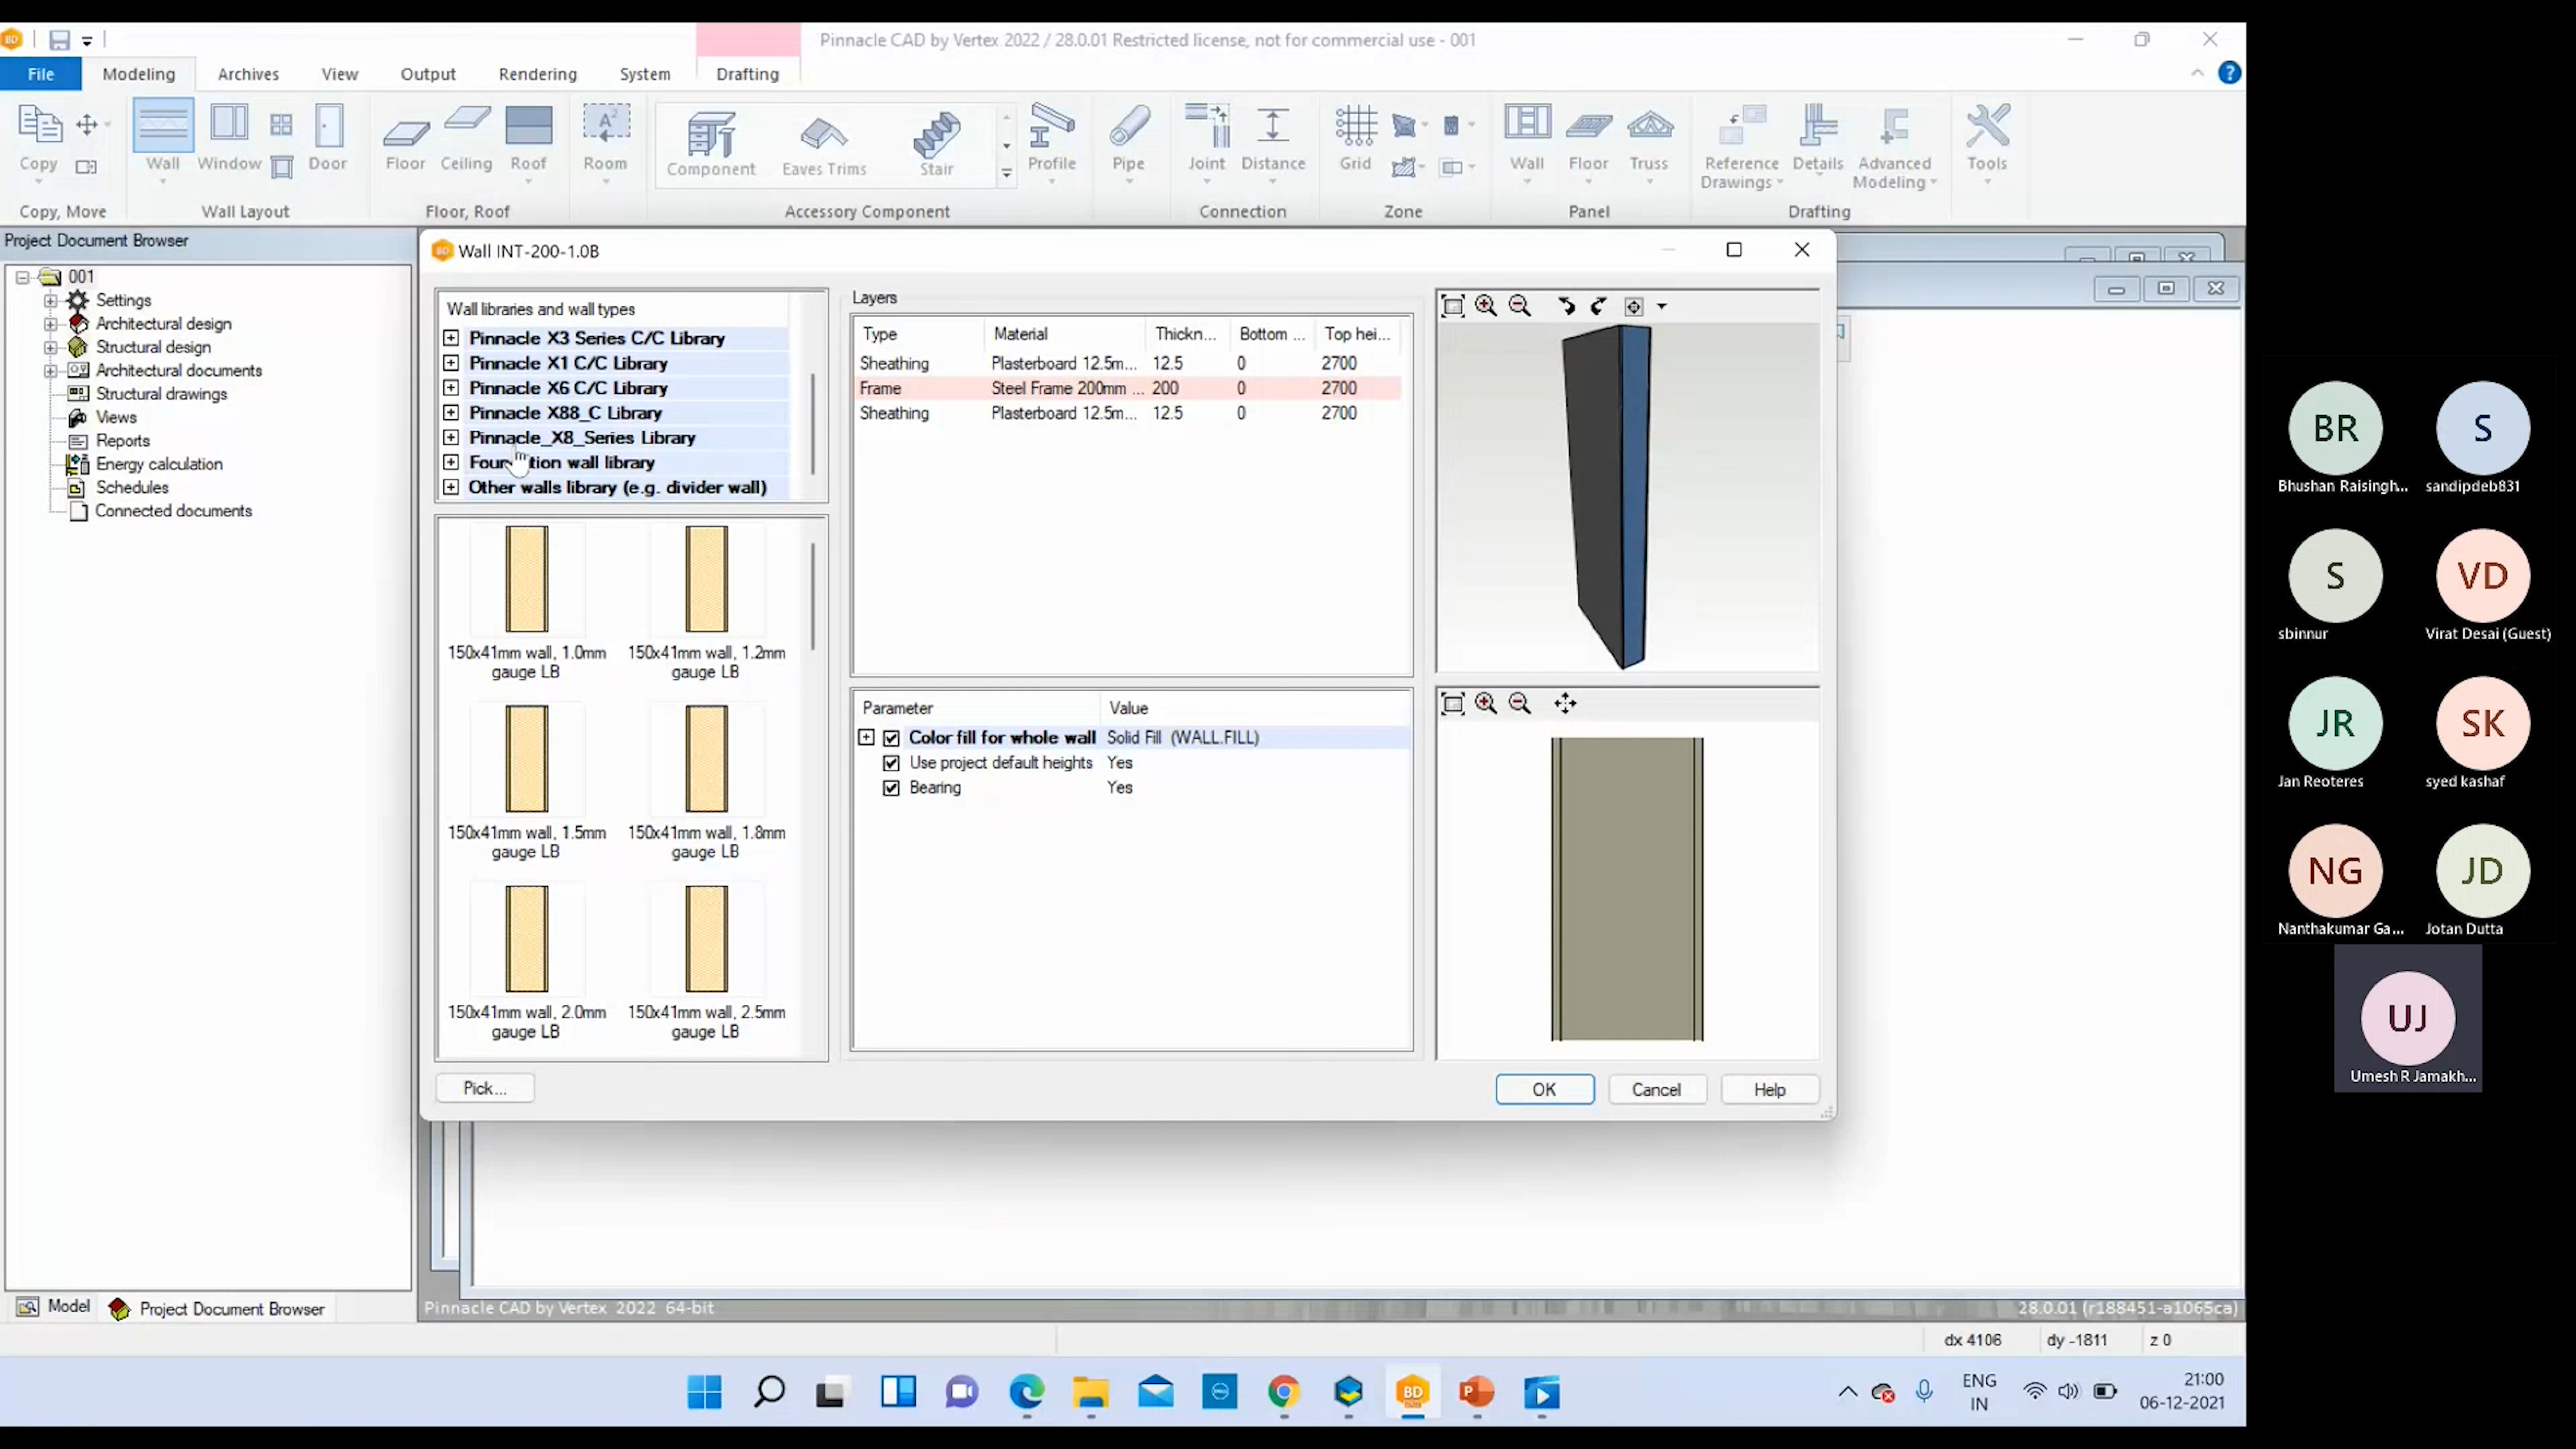 BD
Pinnacle CAD by Vertex 2022 / 28.0.01 Restricted license, not for commercial use - 001
File Modeling Archives View Output Rendering System Drafting
?
Copy Wall Window Door Floor Ceiling Roof Room Component Eaves Trims Stair Profile Pipe Joint Distance Grid Wall Floor Truss Reference Drawings Details Advanced Modeling Tools
Copy, Move Wall Layout Floor, Roof Accessory Component Connection Zone Panel Drafting
Project Document Browser
001
Settings
Architectural design
Structural design
Architectural documents
Structural drawings
Views
Reports
Energy calculation
Schedules
Connected documents
Model Project Document Browser
Wall INT-200-1.0B
Wall libraries and wall types
Pinnacle X3 Series C/C Library
Pinnacle X1 C/C Library
Pinnacle X6 C/C Library
Pinnacle X88_C Library
Pinnacle_X8_Series Library
Foundation wall library
Other walls library (e.g. divider wall)
150x41mm wall, 1.0mm gauge LB
150x41mm wall, 1.2mm gauge LB
150x41mm wall, 1.5mm gauge LB
150x41mm wall, 1.8mm gauge LB
150x41mm wall, 2.0mm gauge LB
150x41mm wall, 2.5mm gauge LB
Pick...
Layers
Type Material Thickn... Bottom ... Top hei...
Sheathing Plasterboard 12.5m... 12.5 0 2700
Frame Steel Frame 200mm ... 200 0 2700
Sheathing Plasterboard 12.5m... 12.5 0 2700
Parameter Value
Color fill for whole wall Solid Fill (WALL.FILL)
Use project default heights Yes
Bearing Yes
OK Cancel Help
Pinnacle CAD by Vertex 2022 64-bit
28.0.01 (r188451-a1065ca)
dx 4106 dy -1811 z 0
BD
P
ENG
IN
21:00
06-12-2021
BR
Bhushan Raisingh...
S
sandipdeb831
S
sbinnur
VD
Virat Desai (Guest)
JR
Jan Reoteres
SK
syed kashaf
NG
Nanthakumar Ga...
JD
Jotan Dutta
UJ
Umesh R Jamakh...